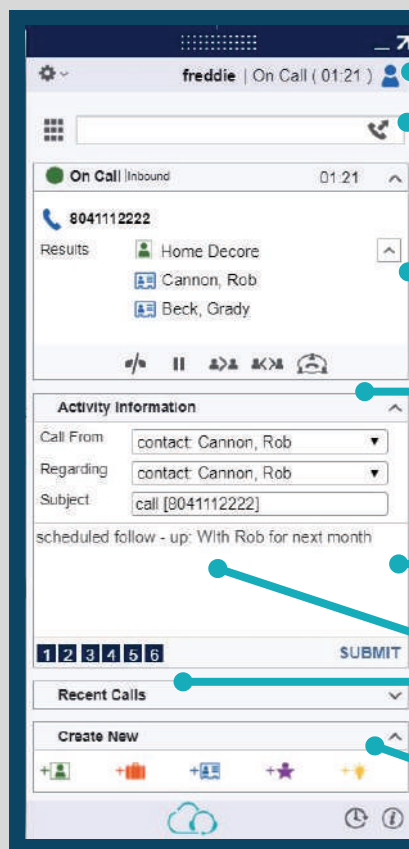 freddie | On Call ( 01:21 )
On Call |Inbound 01:21
8041112222
Results Home Decore
Cannon, Rob
Beck, Grady
Activity Information
Call From contact: Cannon, Rob
Regarding contact: Cannon, Rob
Subject call [8041112222]
scheduled follow - up: WIth Rob for next month
1 2 3 4 5 6 SUBMIT
Recent Calls
Create New